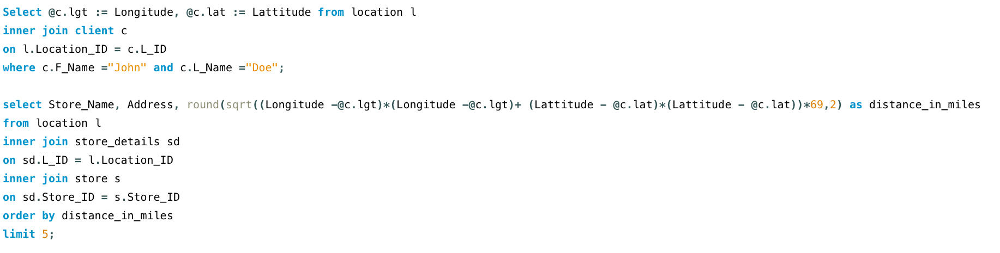 Select @c.lgt := Longitude, @c.lat := Lattitude from location l
inner join client c
on l.Location_ID = c.L_ID
where c.F_Name ="John" and c.L_Name ="Doe";
select Store_Name, Address, round(sqrt((Longitude -@c.lgt)*(Longitude -@c.lgt)+ (Lattitude - @c.lat)*(Lattitude - @c.lat))*69,2) as distance_in_miles
from location l
inner join store_details sd
on sd.L_ID = l.Location_ID
inner join store s
on sd.Store_ID = s.Store_ID
order by distance_in_miles
limit 5;